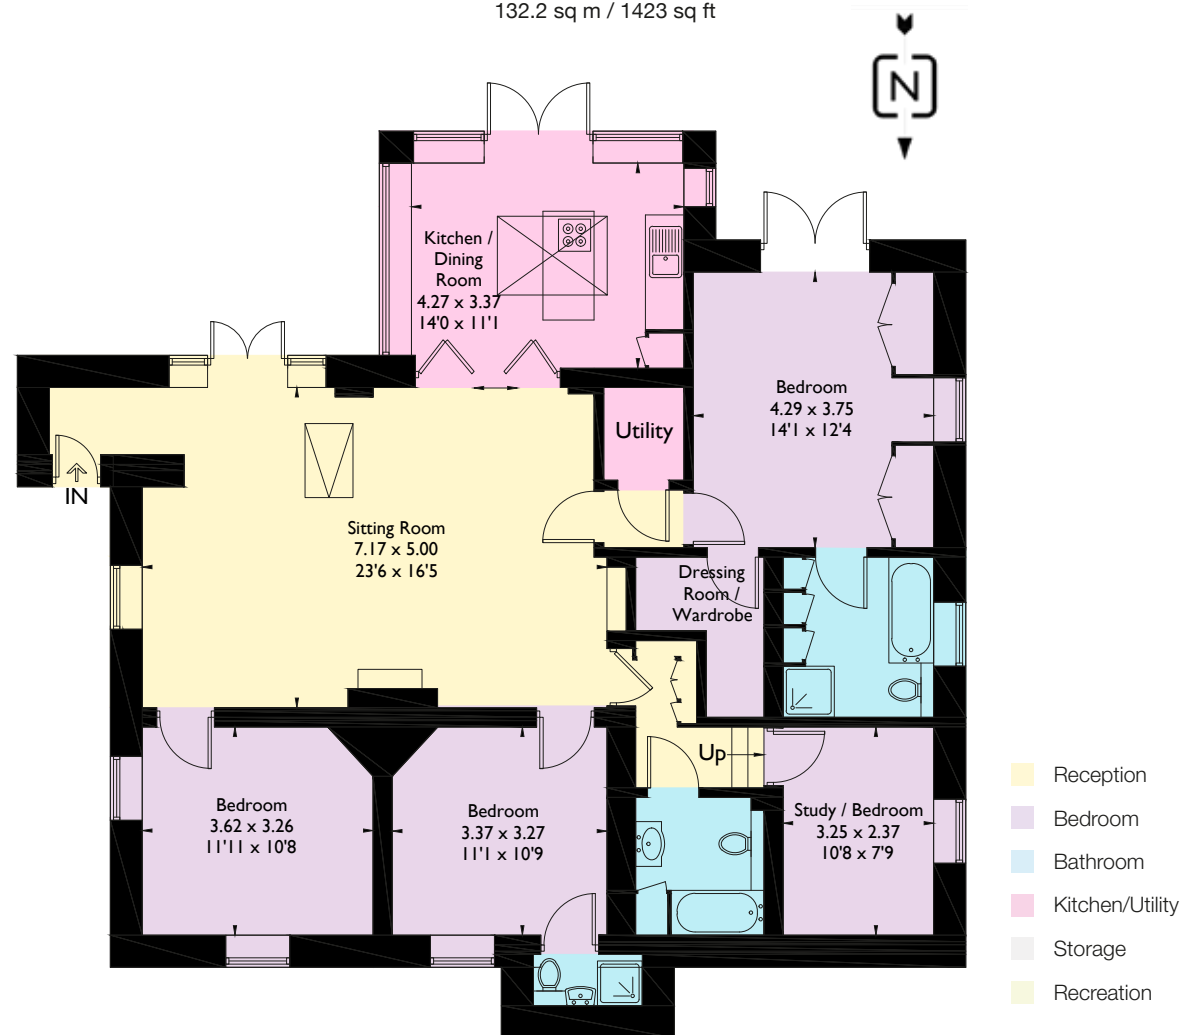 132.2 sq m / 1423 sq ft
N
Kitchen /
Dining
Room
4.27 x 3.37
14'0 x 11'1
Bedroom
4.29 x 3.75
14'1 x 12'4
Utility
IN
Sitting Room
7.17 x 5.00
23'6 x 16'5
Dressing
Room /
Wardrobe
Up
Bedroom
3.62 x 3.26
11'11 x 10'8
Bedroom
3.37 x 3.27
11'1 x 10'9
Study / Bedroom
3.25 x 2.37
10'8 x 7'9
Reception
Bedroom
Bathroom
Kitchen/Utility
Storage
Recreation